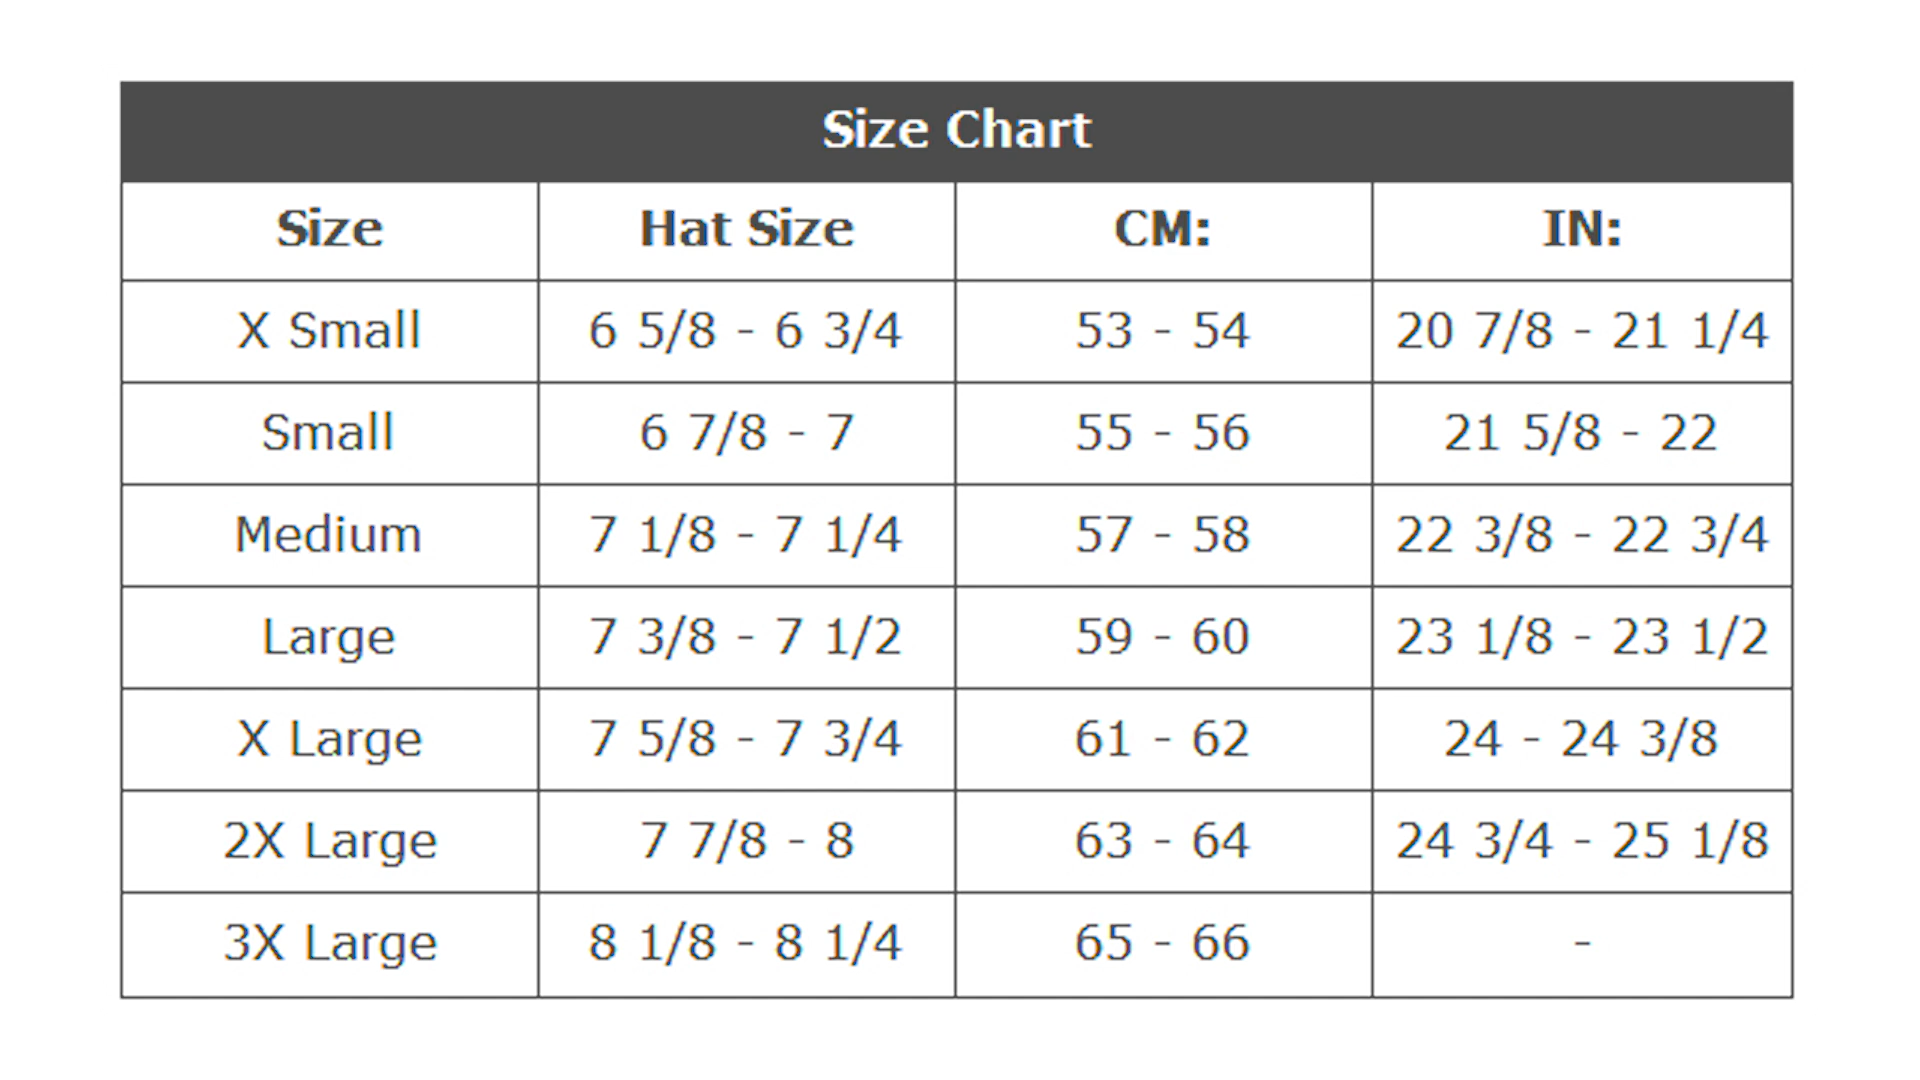 Size Chart
Size Hat Size CM: IN:
X Small 6 5/8 - 6 3/4 53 - 54 20 7/8 - 21 1/4
Small 6 7/8 - 7 55 - 56 21 5/8 - 22
Medium 7 1/8 - 7 1/4 57 - 58 22 3/8 - 22 3/4
Large 7 3/8 - 7 1/2 59 - 60 23 1/8 - 23 1/2
X Large 7 5/8 - 7 3/4 61 - 62 24 - 24 3/8
2X Large 7 7/8 - 8 63 - 64 24 3/4 - 25 1/8
3X Large 8 1/8 - 8 1/4 65 - 66 -